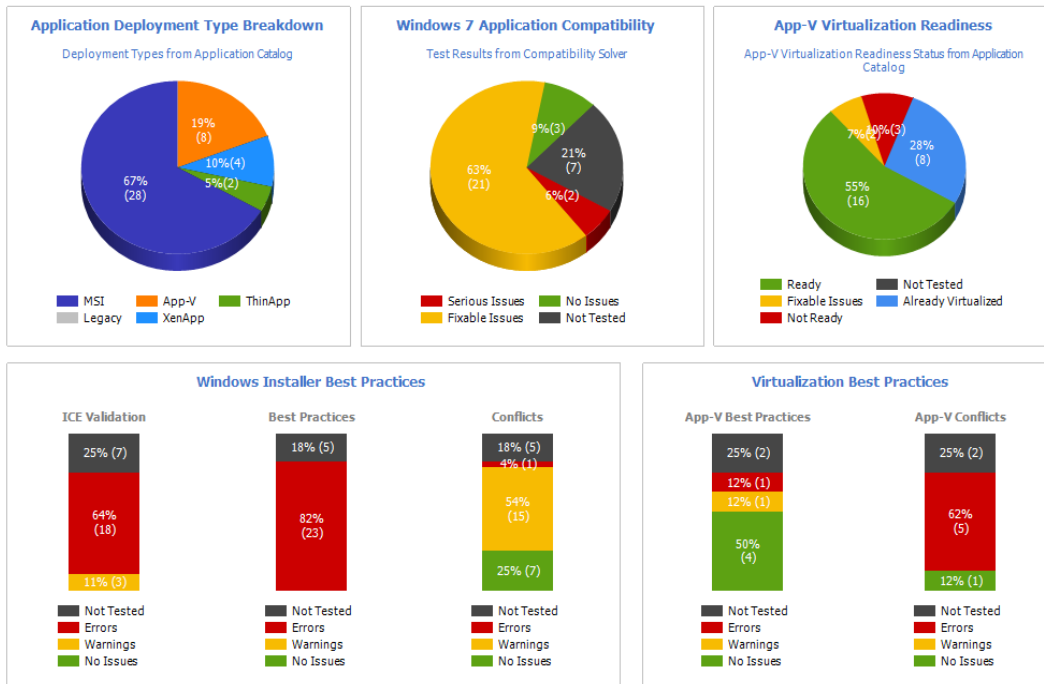 Application Deployment Type Breakdown
Deployment Types from Application Catalog
19%
(8)
10%(4)
5%(2)
67%
(28)
MSI
App-V
ThinApp
Legacy
XenApp
Windows 7 Application Compatibility
Test Results from Compatibility Solver
9%(3)
21%
(7)
63%
(21)
6%(2)
Serious Issues
No Issues
Fixable Issues
Not Tested
App-V Virtualization Readiness
App-V Virtualization Readiness Status from Application
Catalog
7%(2)
10%(3)
28%
(8)
55%
(16)
Ready
Not Tested
Fixable Issues
Already Virtualized
Not Ready
Windows Installer Best Practices
ICE Validation
25% (7)
64%
(18)
11% (3)
Not Tested
Errors
Warnings
No Issues
Best Practices
18% (5)
82%
(23)
Not Tested
Errors
Warnings
No Issues
Conflicts
18% (5)
4% (1)
54%
(15)
25% (7)
Not Tested
Errors
Warnings
No Issues
Virtualization Best Practices
App-V Best Practices
25% (2)
12% (1)
12% (1)
50%
(4)
Not Tested
Errors
Warnings
No Issues
App-V Conflicts
25% (2)
62%
(5)
12% (1)
Not Tested
Errors
Warnings
No Issues